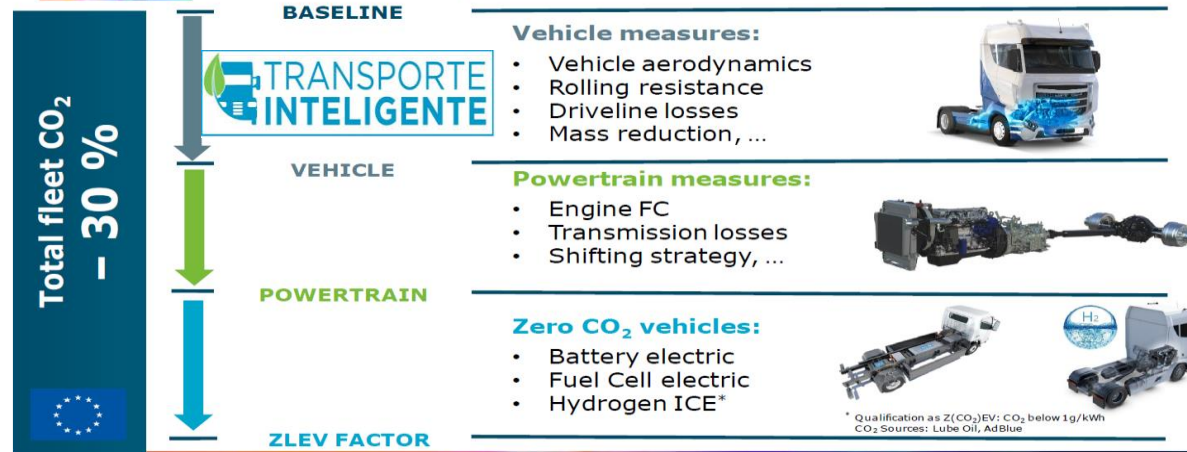 Total fleet CO₂
– 30 %
BASELINE
TRANSPORTE
INTELIGENTE
Vehicle measures:
• Vehicle aerodynamics
• Rolling resistance
• Driveline losses
• Mass reduction, ...
VEHICLE
Powertrain measures:
• Engine FC
• Transmission losses
• Shifting strategy, ...
POWERTRAIN
Zero CO₂ vehicles:
• Battery electric
• Fuel Cell electric
• Hydrogen ICE*
H₂
* Qualification as Z(CO₂)EV: CO₂ below 1g/kWh
CO₂ Sources: Lube Oil, AdBlue
ZLEV FACTOR